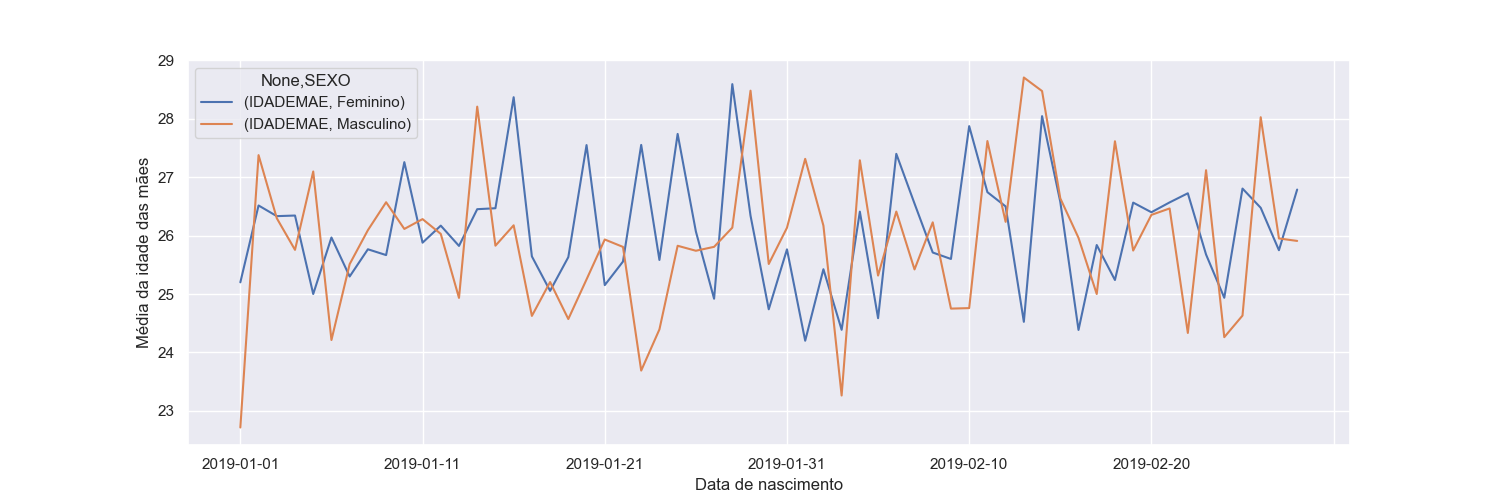 None,SEXO
(IDADEMAE, Feminino)
(IDADEMAE, Masculino)
Média da idade das mães
29
28
27
26
25
24
23
2019-01-01
2019-01-11
2019-01-21
2019-01-31
2019-02-10
2019-02-20
Data de nascimento